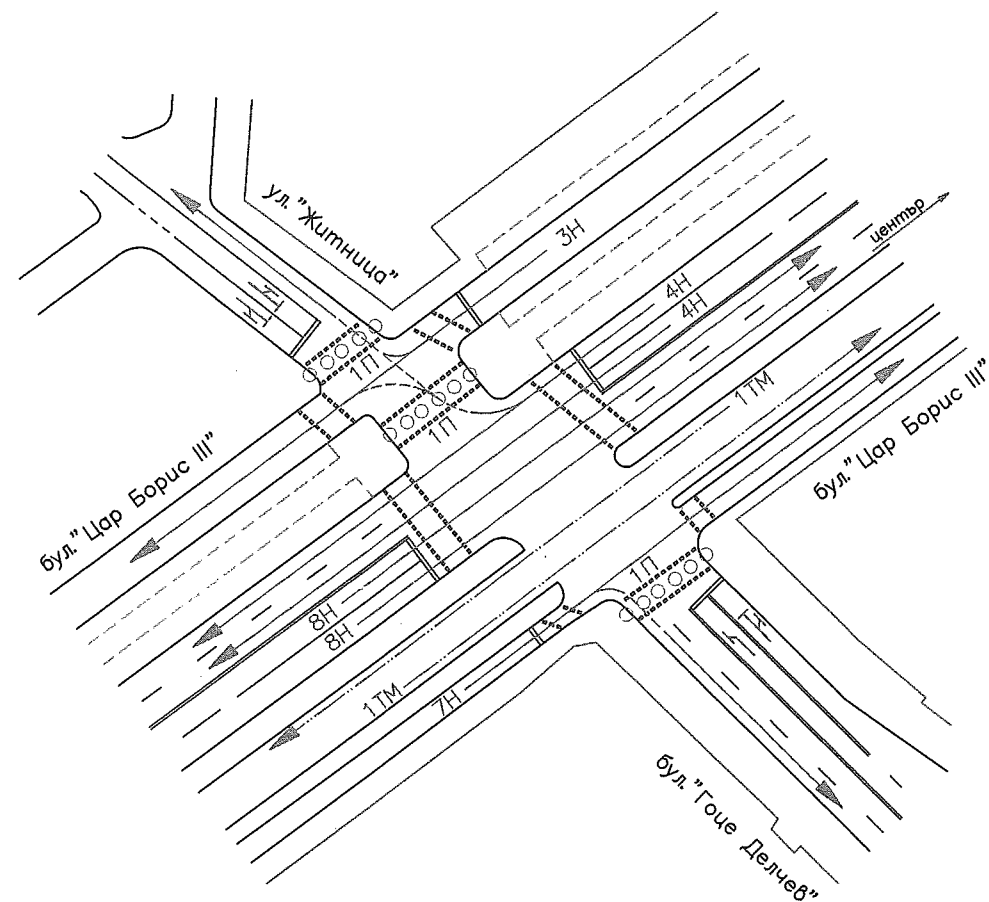 ул. "Житница"
3Н
център
4Н
4Н
1П
1ТМ
1П
бул."Цар Борис III"
бул."Цар Борис III"
1П
8Н
8Н
1ТМ
7Н
бул. "Гоце Делчев"